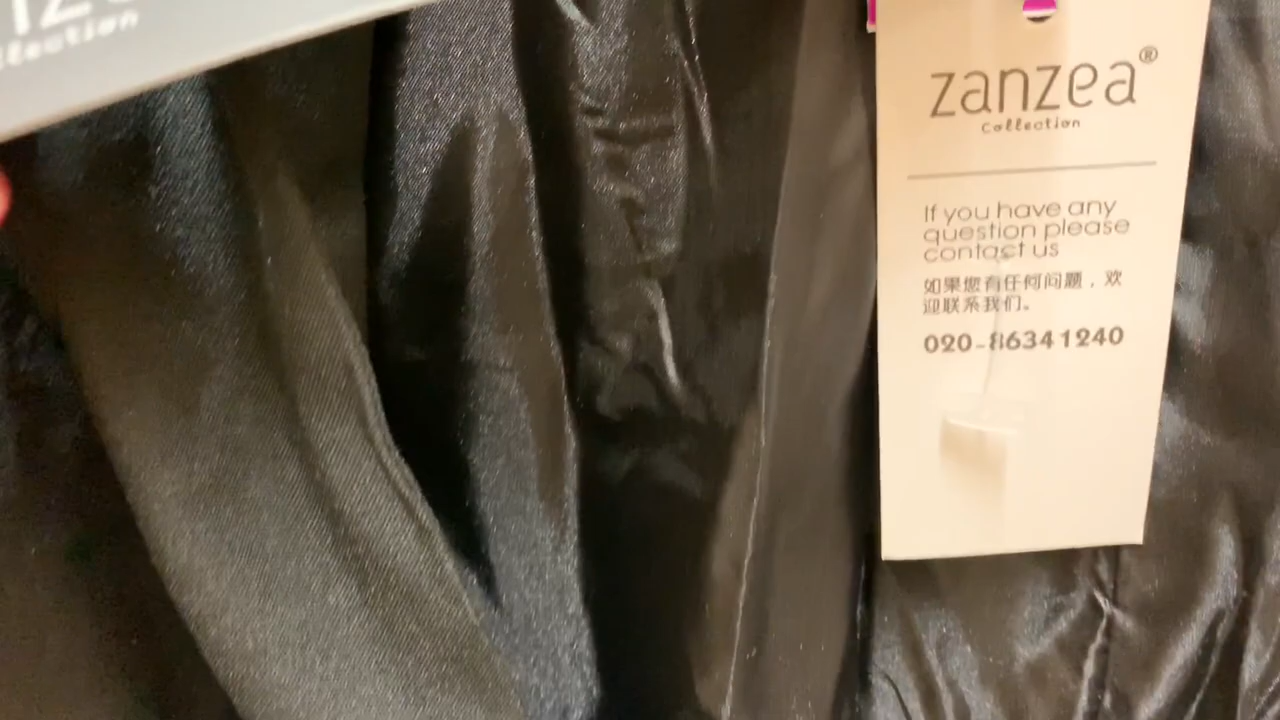 zanzea®
Collection
If you have any
question please
contact us
如果您有任何问题，欢
迎联系我们。
020-86341240